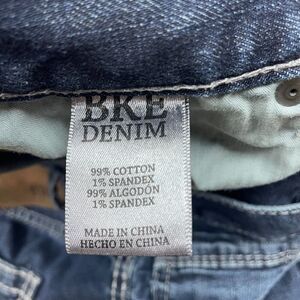 BKE
DENIM
99% COTTON
1% SPANDEX
99% ALGODÓN
1% SPANDEX
MADE IN CHINA
HECHO EN CHINA